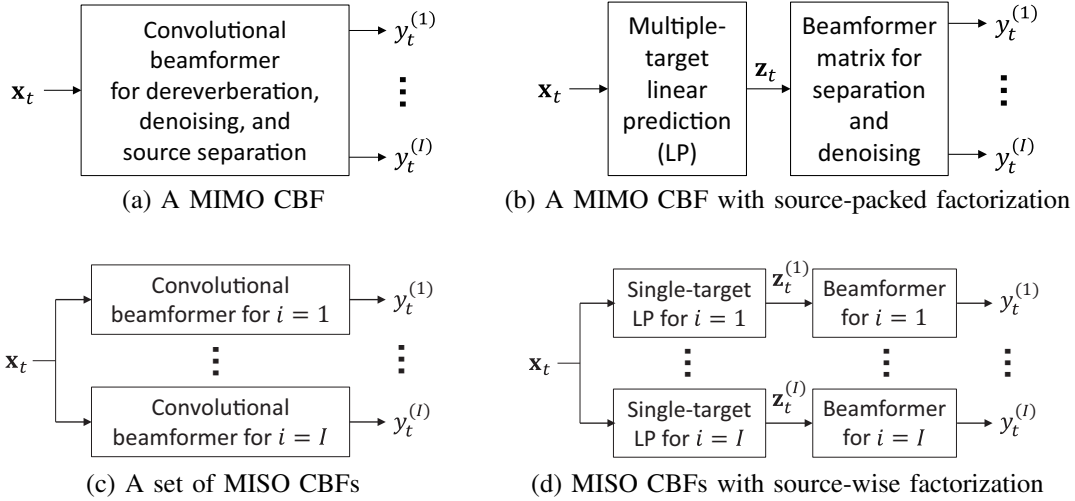 x_t
Convolutional
beamformer
for dereverberation,
denoising, and
source separation
y_t^{(1)}
⋮
y_t^{(I)}
(a) A MIMO CBF
x_t
Multiple-
target
linear
prediction
(LP)
z_t
Beamformer
matrix for
separation
and
denoising
y_t^{(1)}
⋮
y_t^{(I)}
(b) A MIMO CBF with source-packed factorization
x_t
Convolutional
beamformer for i = 1
y_t^{(1)}
⋮
⋮
Convolutional
beamformer for i = I
y_t^{(I)}
(c) A set of MISO CBFs
x_t
Single-target
LP for i = 1
z_t^{(1)}
Beamformer
for i = 1
y_t^{(1)}
⋮
⋮
⋮
Single-target
LP for i = I
z_t^{(I)}
Beamformer
for i = I
y_t^{(I)}
(d) MISO CBFs with source-wise factorization